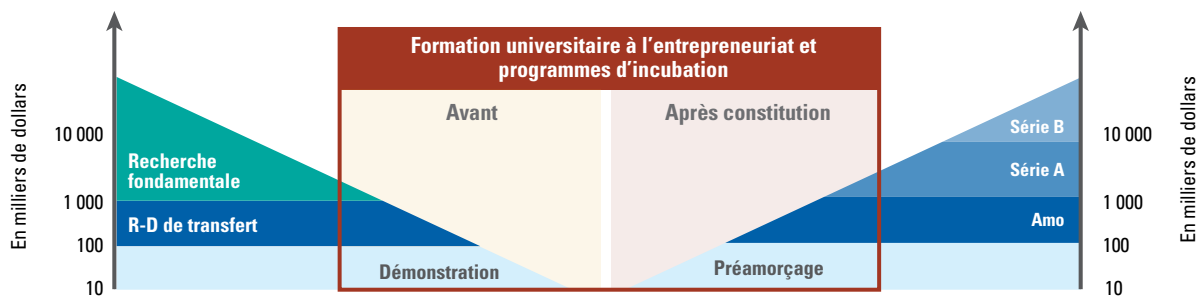 Formation universitaire à l'entrepreneuriat et
programmes d'incubation
Avant
Après constitution
En milliers de dollars
10 000
1 000
100
10
Recherche
fondamentale
R-D de transfert
Démonstration
Préamorçage
Série B
Série A
Amo
10 000
1 000
100
10
En milliers de dollars